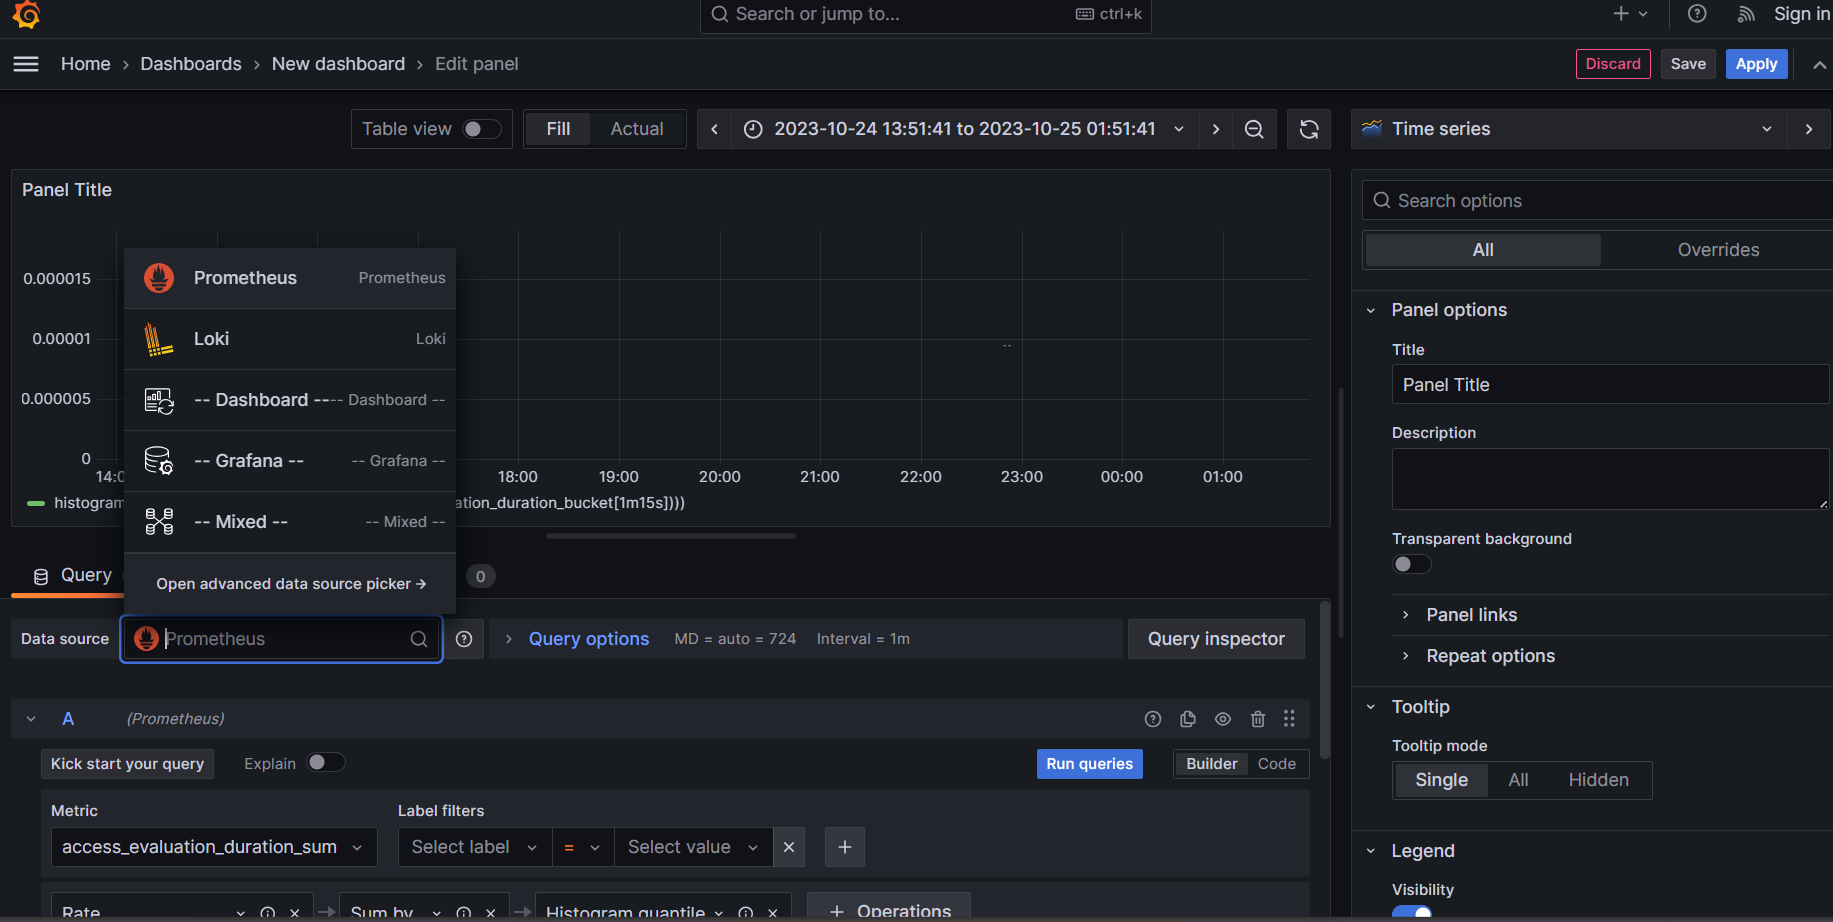 Search or jump to...
ctrl+k
Sign in
Home › Dashboards › New dashboard › Edit panel
Discard
Save
Apply
Table view
Fill
Actual
2023-10-24 13:51:41 to 2023-10-25 01:51:41
Time series
Panel Title
Search options
All
Overrides
0.000015
0.00001
0.000005
0
14:0
18:00
19:00
20:00
21:00
22:00
23:00
00:00
01:00
histogram
ation_duration_bucket[1m15s])))
Prometheus
Prometheus
Loki
Loki
-- Dashboard --
-- Dashboard --
-- Grafana --
-- Grafana --
-- Mixed --
-- Mixed --
Open advanced data source picker →
Panel options
Title
Panel Title
Description
Transparent background
Panel links
Repeat options
Query
0
Data source
Prometheus
Query options
MD = auto = 724
Interval = 1m
Query inspector
A
(Prometheus)
Kick start your query
Explain
Run queries
Builder
Code
Metric
Label filters
access_evaluation_duration_sum
Select label
=
Select value
Rate
Sum by
Histogram quantile
+ Operations
Tooltip
Tooltip mode
Single
All
Hidden
Legend
Visibility